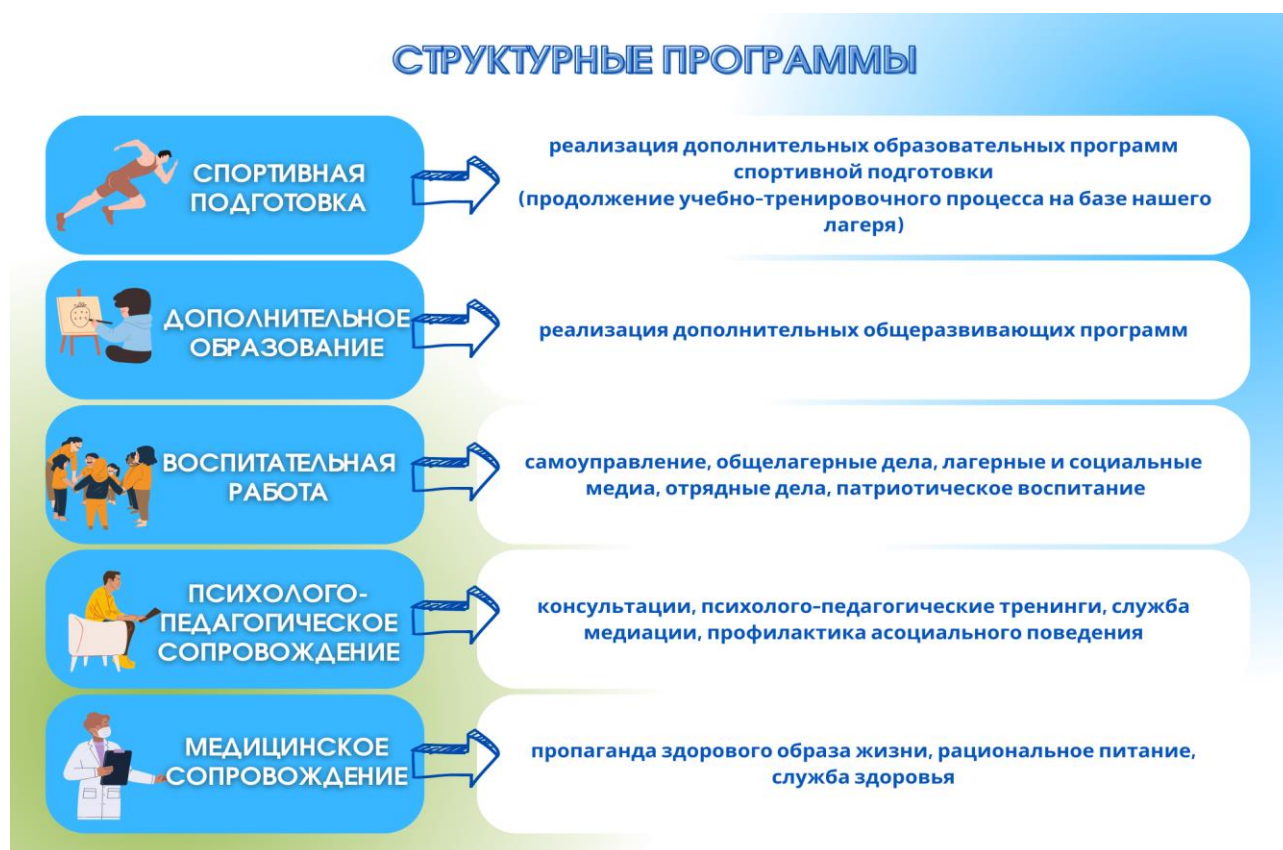 СТРУКТУРНЫЕ ПРОГРАММЫ
СПОРТИВНАЯ
ПОДГОТОВКА
реализация дополнительных образовательных программ
спортивной подготовки
(продолжение учебно-тренировочного процесса на базе нашего
лагеря)
ДОПОЛНИТЕЛЬНОЕ
ОБРАЗОВАНИЕ
реализация дополнительных общеразвивающих программ
ВОСПИТАТЕЛЬНАЯ
РАБОТА
самоуправление, общелагерные дела, лагерные и социальные
медиа, отрядные дела, патриотическое воспитание
ПСИХОЛОГО-
ПЕДАГОГИЧЕСКОЕ
СОПРОВОЖДЕНИЕ
консультации, психолого-педагогические тренинги, служба
медиации, профилактика асоциального поведения
МЕДИЦИНСКОЕ
СОПРОВОЖДЕНИЕ
пропаганда здорового образа жизни, рациональное питание,
служба здоровья